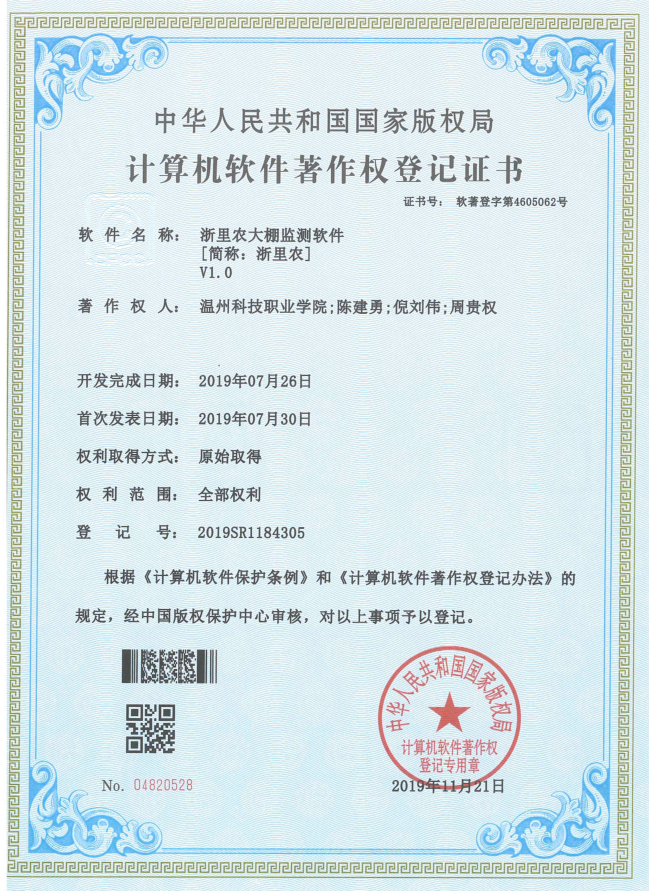 中华人民共和国国家版权局
计算机软件著作权登记证书
证书号： 软著登字第4605062号
软件名称： 浙里农大棚监测软件
[简称：浙里农]
V1.0
著作权人： 温州科技职业学院;陈建勇;倪刘伟;周贵权
开发完成日期： 2019年07月26日
首次发表日期： 2019年07月30日
权利取得方式： 原始取得
权利范围： 全部权利
登记号： 2019SR1184305
根据《计算机软件保护条例》和《计算机软件著作权登记办法》的
规定，经中国版权保护中心审核，对以上事项予以登记。
中华人民共和国国家版权局
计算机软件著作权
登记专用章
No. 04820528
2019年11月21日